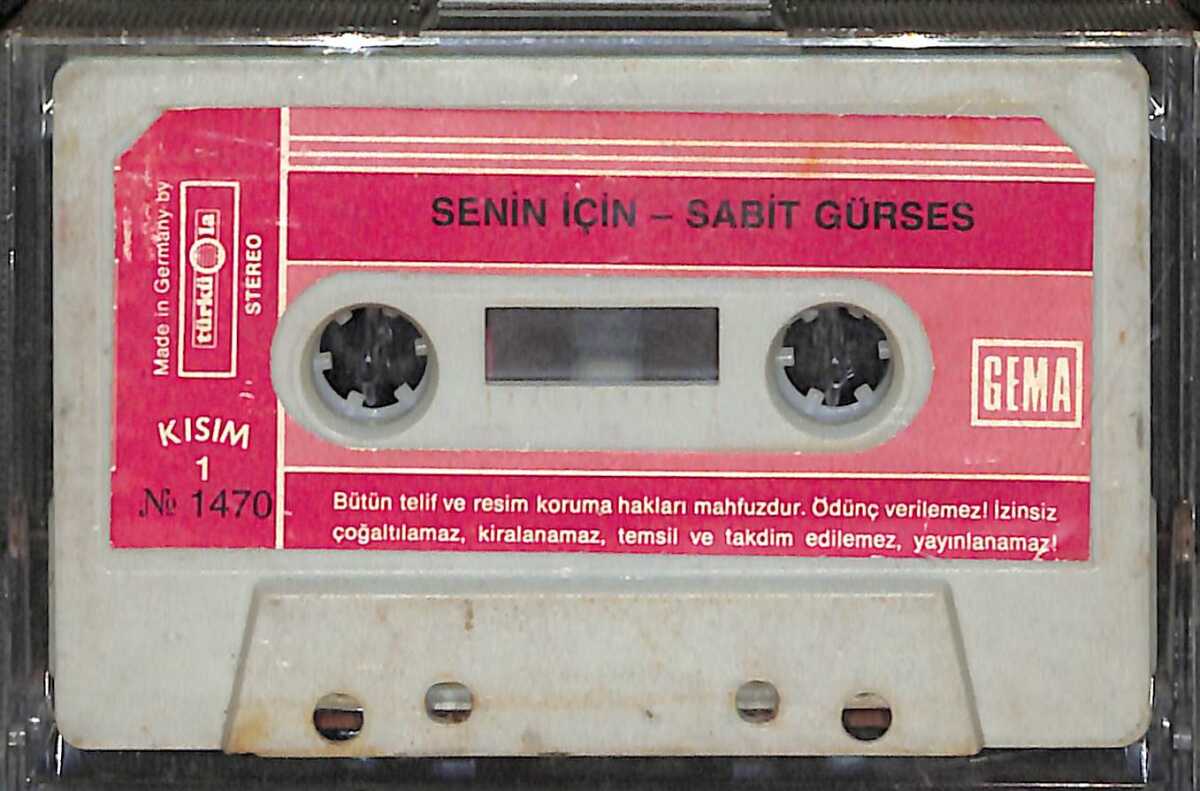 SENİN İÇİN – SABİT GÜRSES
Made in Germany by
türküola
STEREO
GEMA
KISIM
1
№ 1470
Bütün telif ve resim koruma hakları mahfuzdur. Ödünç verilemez! İzinsiz
çoğaltılamaz, kiralanamaz, temsil ve takdim edilemez, yayınlanamaz!